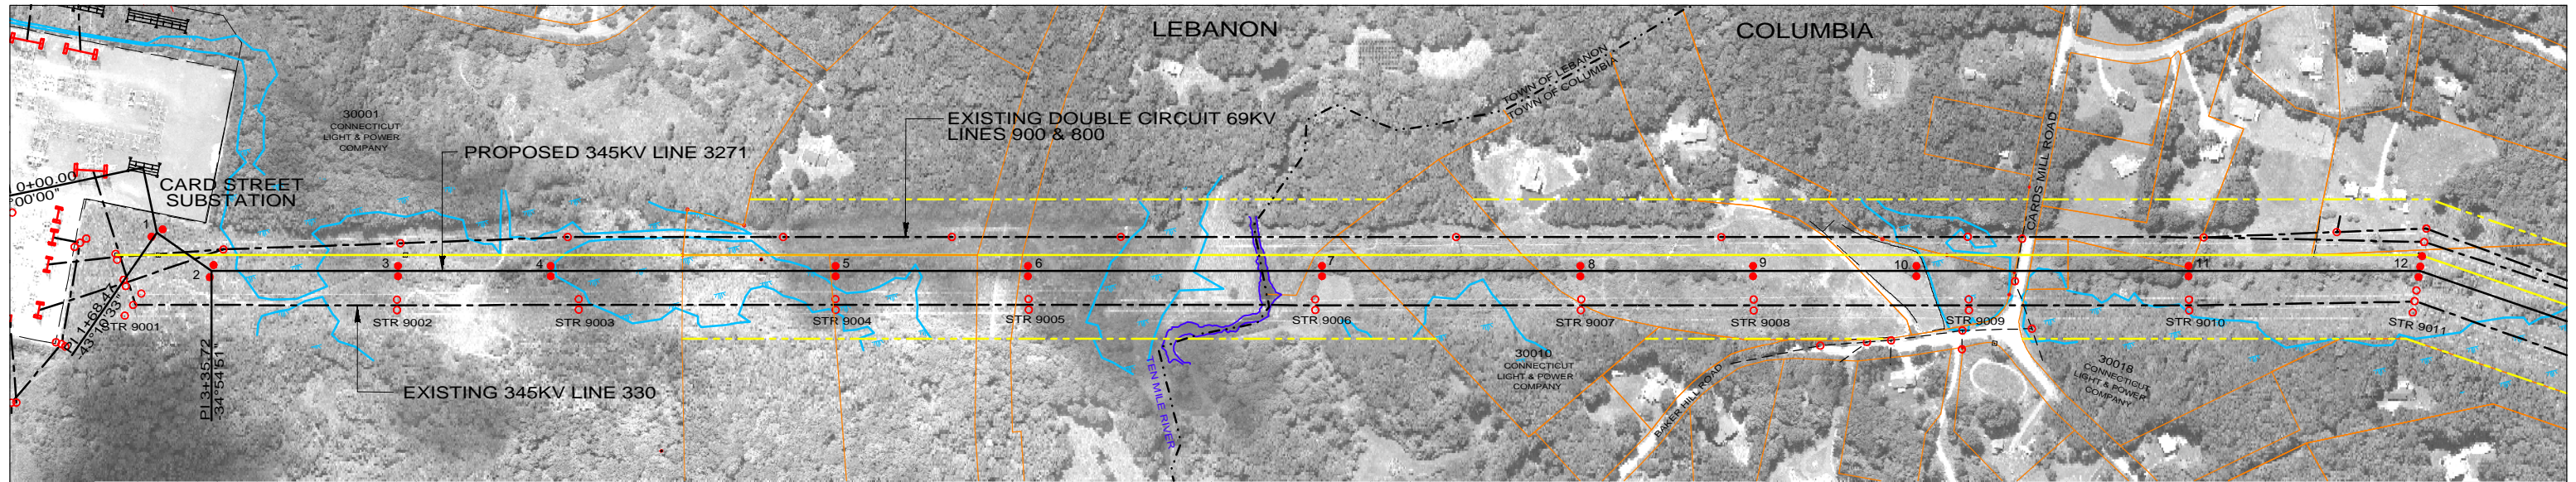 LEBANON
COLUMBIA
TOWN OF LEBANON
TOWN OF COLUMBIA
30001
CONNECTICUT
LIGHT & POWER
COMPANY
EXISTING DOUBLE CIRCUIT 69KV
LINES 900 & 800
PROPOSED 345KV LINE 3271
CARDS MILL ROAD
0+00.00
°00'00"
CARD STREET
SUBSTATION
1
2
3
4
5
6
7
8
9
10
11
12
STR 9001
STR 9002
STR 9003
STR 9004
STR 9005
STR 9006
STR 9007
STR 9008
STR 9009
STR 9010
STR 9011
PI 3+35.72
-34°54'51"
EXISTING 345KV LINE 330
TEN MILE RIVER
30010
CONNECTICUT
LIGHT & POWER
COMPANY
BAKER HILL ROAD
30018
CONNECTICUT
LIGHT & POWER
COMPANY